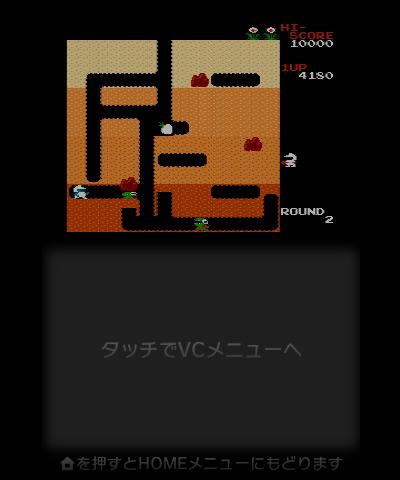 HI-
SCORE
10000
1UP
4180
ROUND
2
タッチでVCメニューへ
を押すとHOMEメニューにもどります